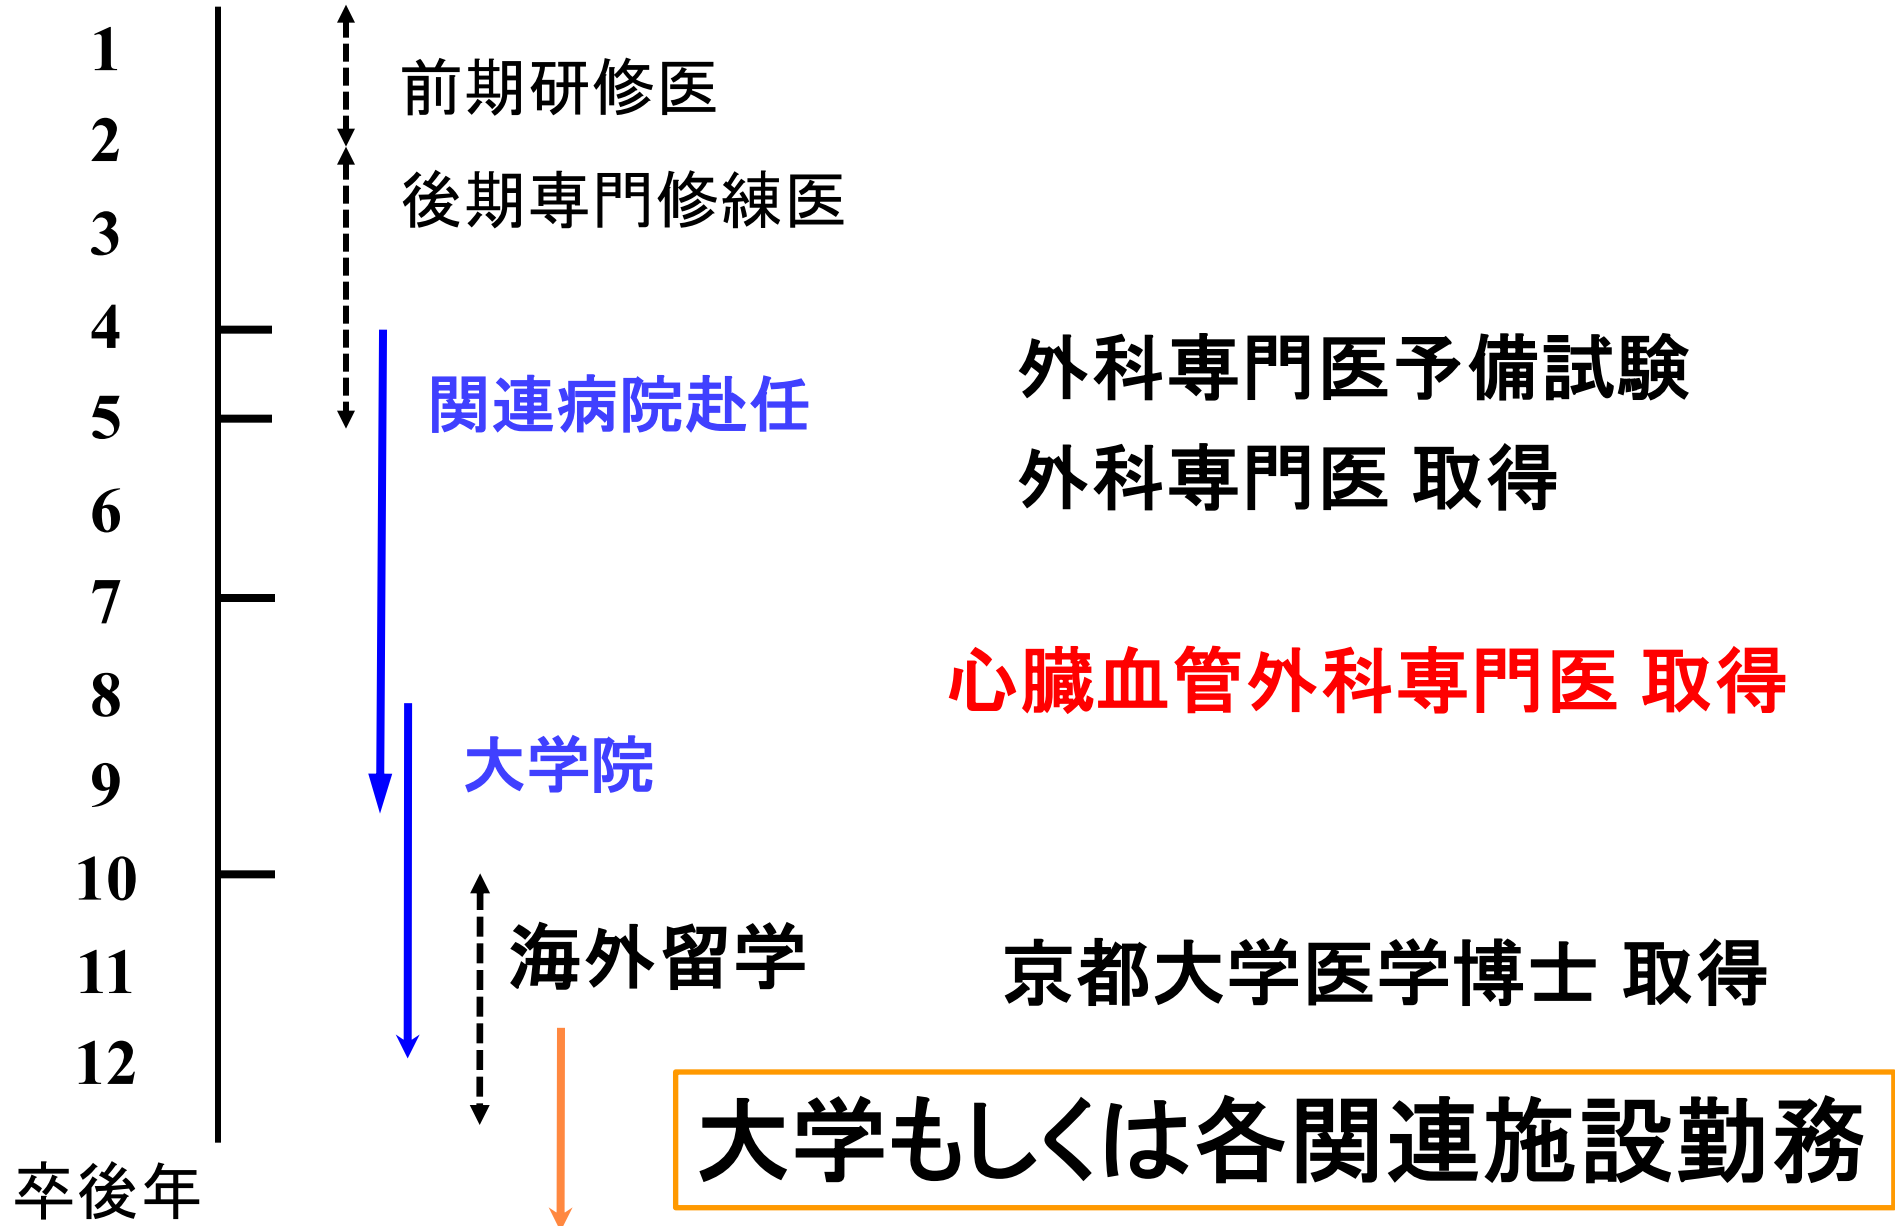 1
前期研修医
2
後期専門修練医
3
4
外科専門医予備試験
関連病院赴任
5
外科専門医 取得
6
7
心臓血管外科専門医 取得
8
大学院
9
10
海外留学
京都大学医学博士 取得
11
12
大学もしくは各関連施設勤務
卒後年